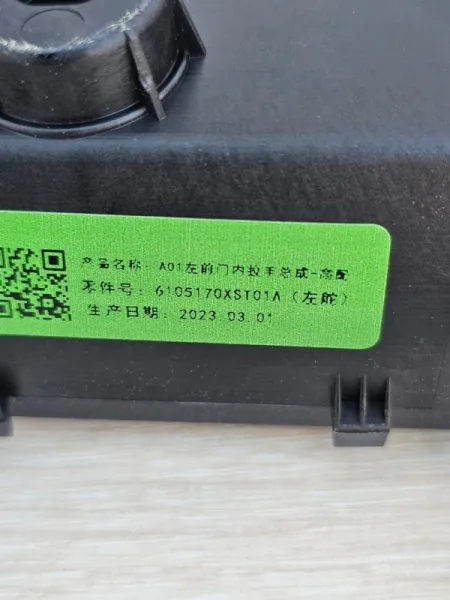 产品名称: A01左前门内拉手总成-高配
零件号: 6105170XST01A (左舵)
生产日期: 2023.03.01